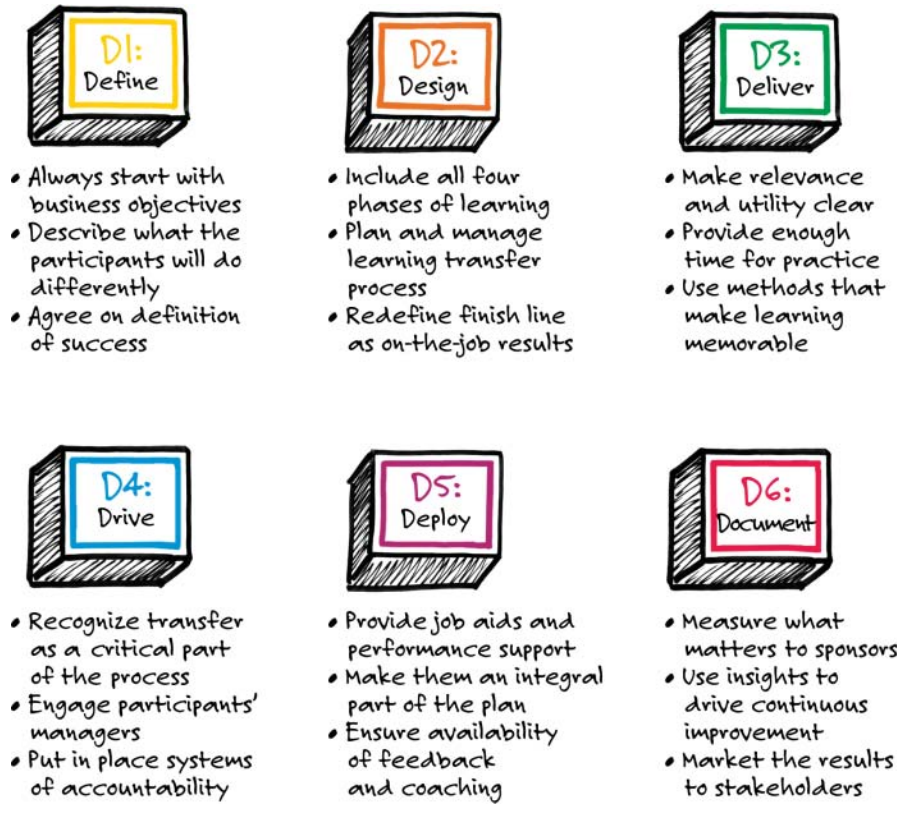 D1:
Define
• Always start with
business objectives
• Describe what the
participants will do
differently
• Agree on definition
of success
D2:
Design
• Include all four
phases of learning
• Plan and manage
learning transfer
process
• Redefine finish line
as on-the-job results
D3:
Deliver
• Make relevance
and utility clear
• Provide enough
time for practice
• Use methods that
make learning
memorable
D4:
Drive
• Recognize transfer
as a critical part
of the process
• Engage participants'
managers
• Put in place systems
of accountability
D5:
Deploy
• Provide job aids and
performance support
• Make them an integral
part of the plan
• Ensure availability
of feedback
and coaching
D6:
Document
• Measure what
matters to sponsors
• Use insights to
drive continuous
improvement
• Market the results
to stakeholders